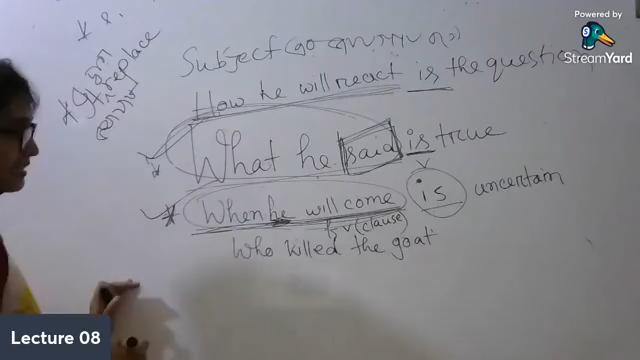 Powered by
StreamYard
Subject
How he will react is the question
replace
What he said is true
v
When he will come is uncertain
v (clause)
Who killed the goat
Lecture 08